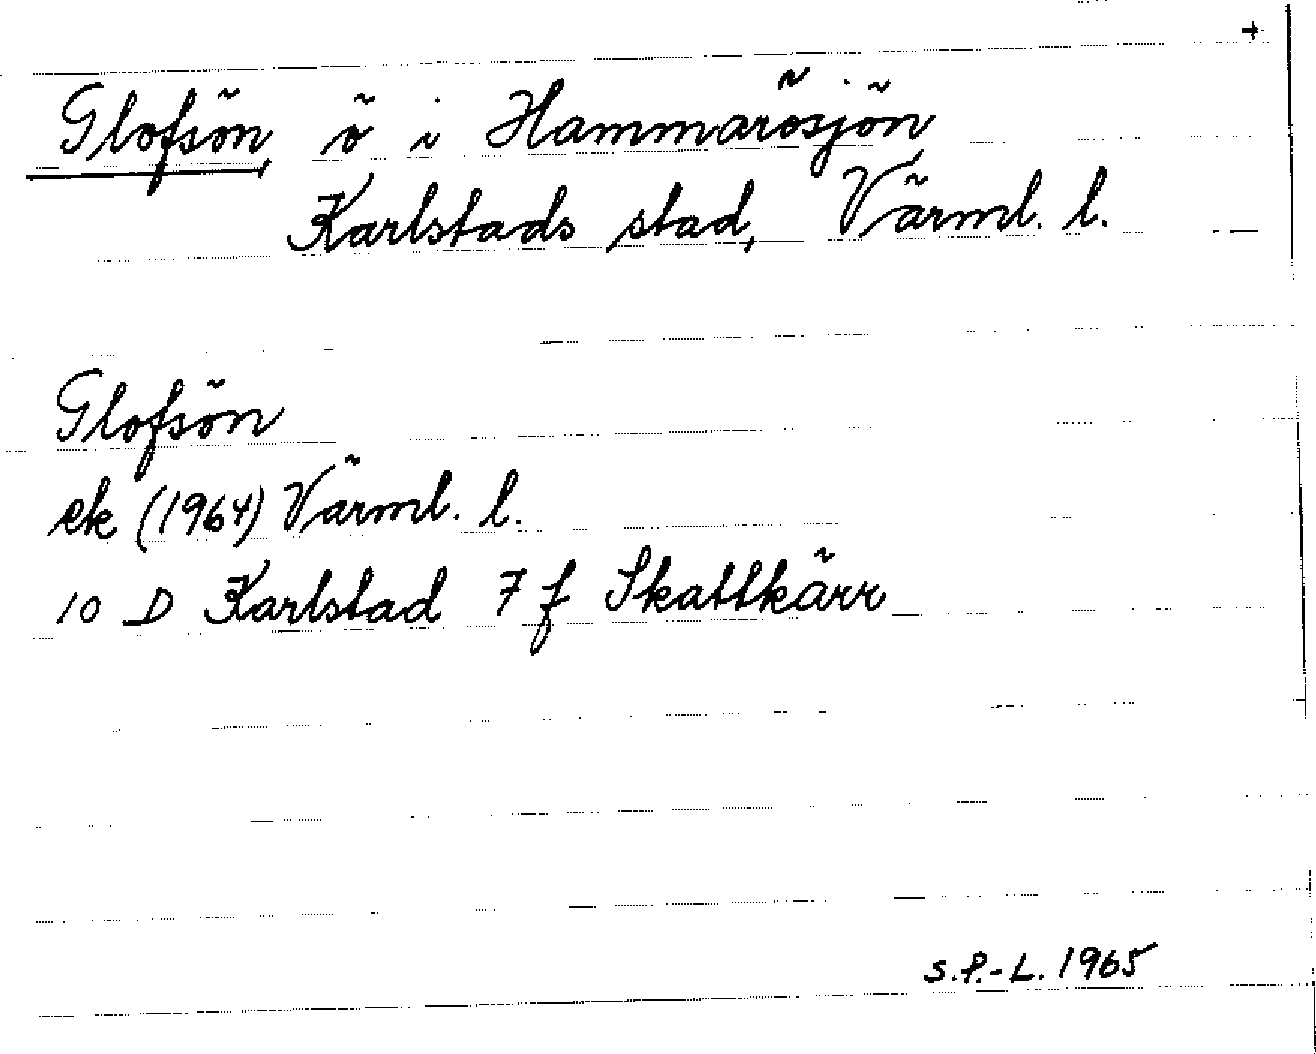 +
Glofsön, ö i Hammarösjön
Karlstads stad, Värml. l.
Glofsön
ek (1964) Värml. l.
10 D Karlstad 7 f Skattkärr
S.P.-L. 1965